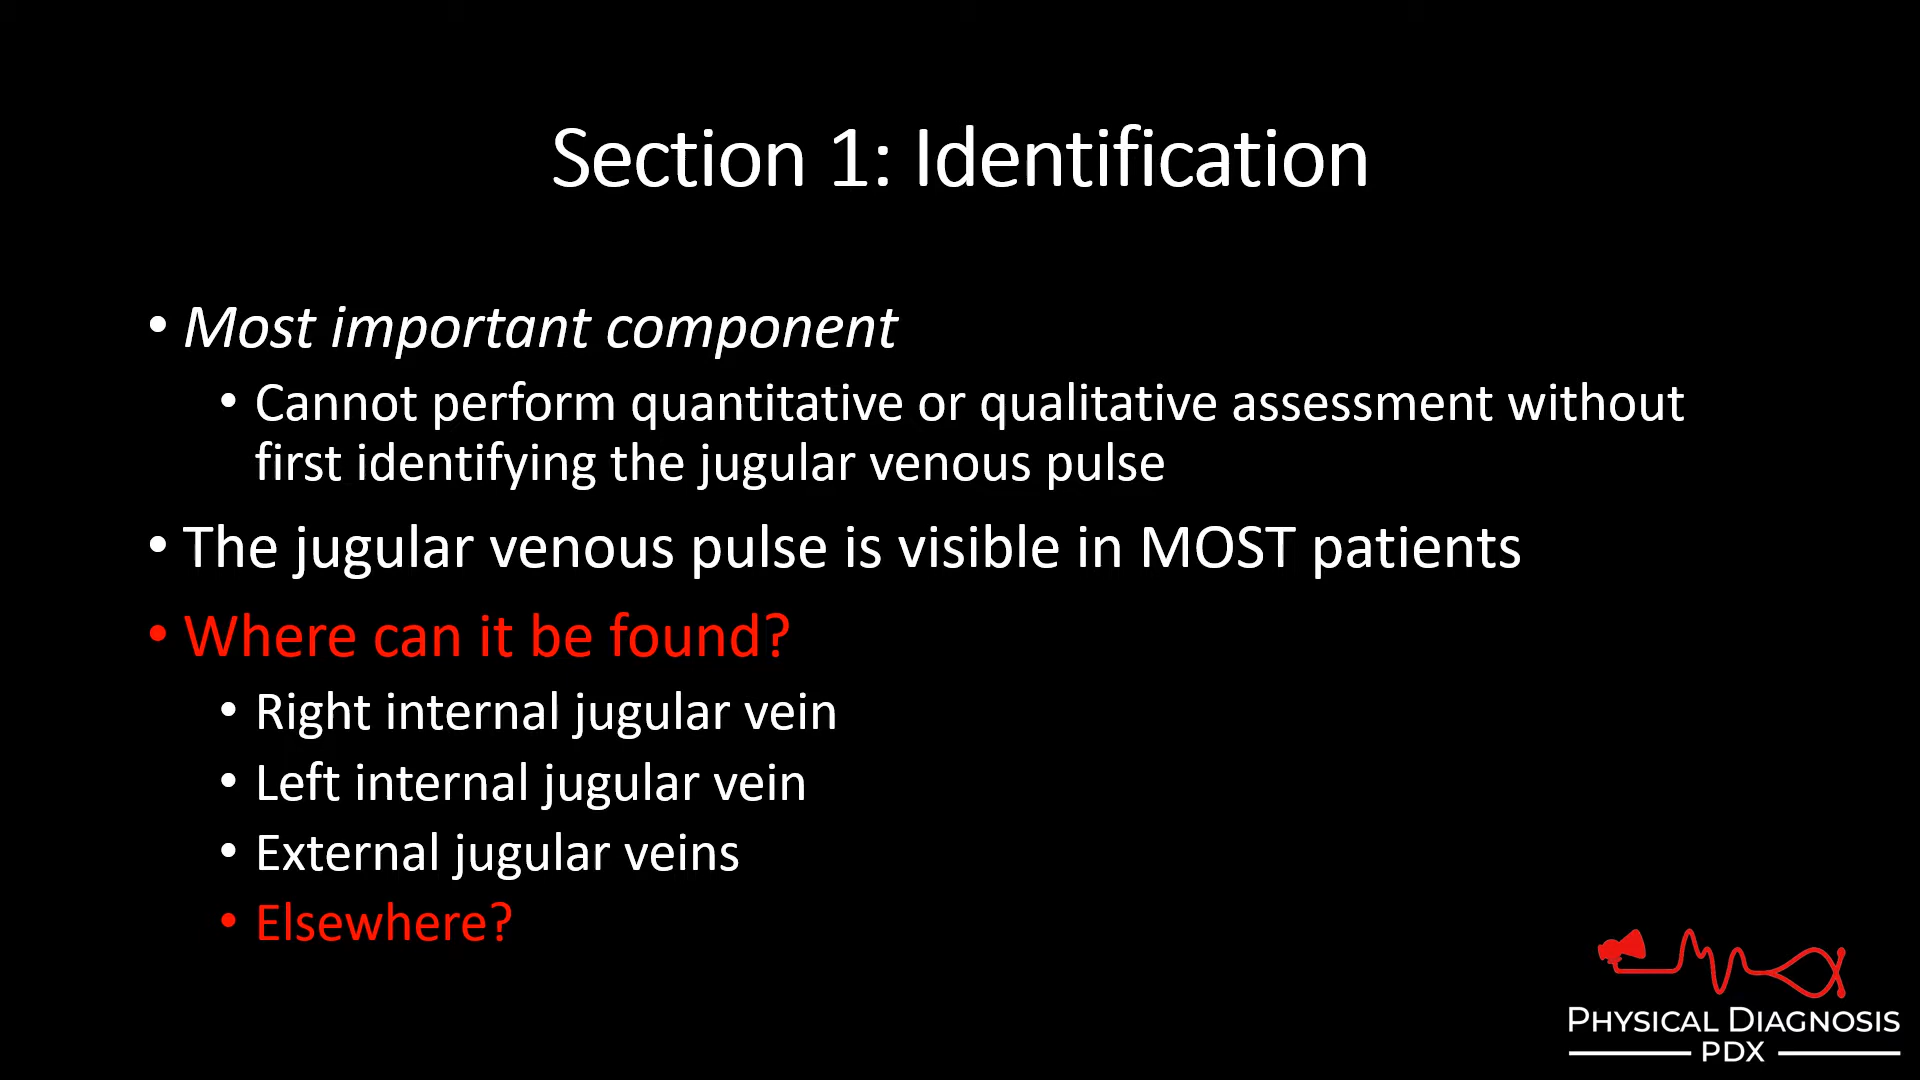 Section 1: Identification
• Most important component
• Cannot perform quantitative or qualitative assessment without
first identifying the jugular venous pulse
• The jugular venous pulse is visible in MOST patients
• Where can it be found?
• Right internal jugular vein
• Left internal jugular vein
• External jugular veins
• Elsewhere?
PHYSICAL DIAGNOSIS
PDX